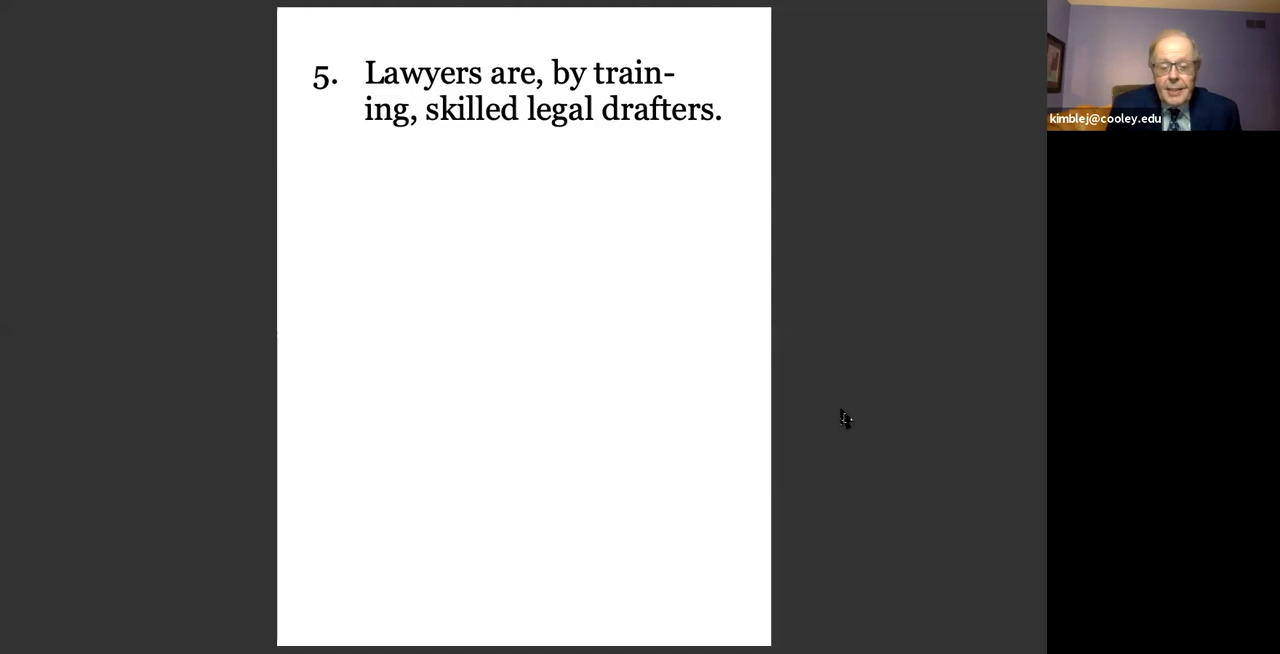 5. Lawyers are, by train-
ing, skilled legal drafters.
kimblej@cooley.edu